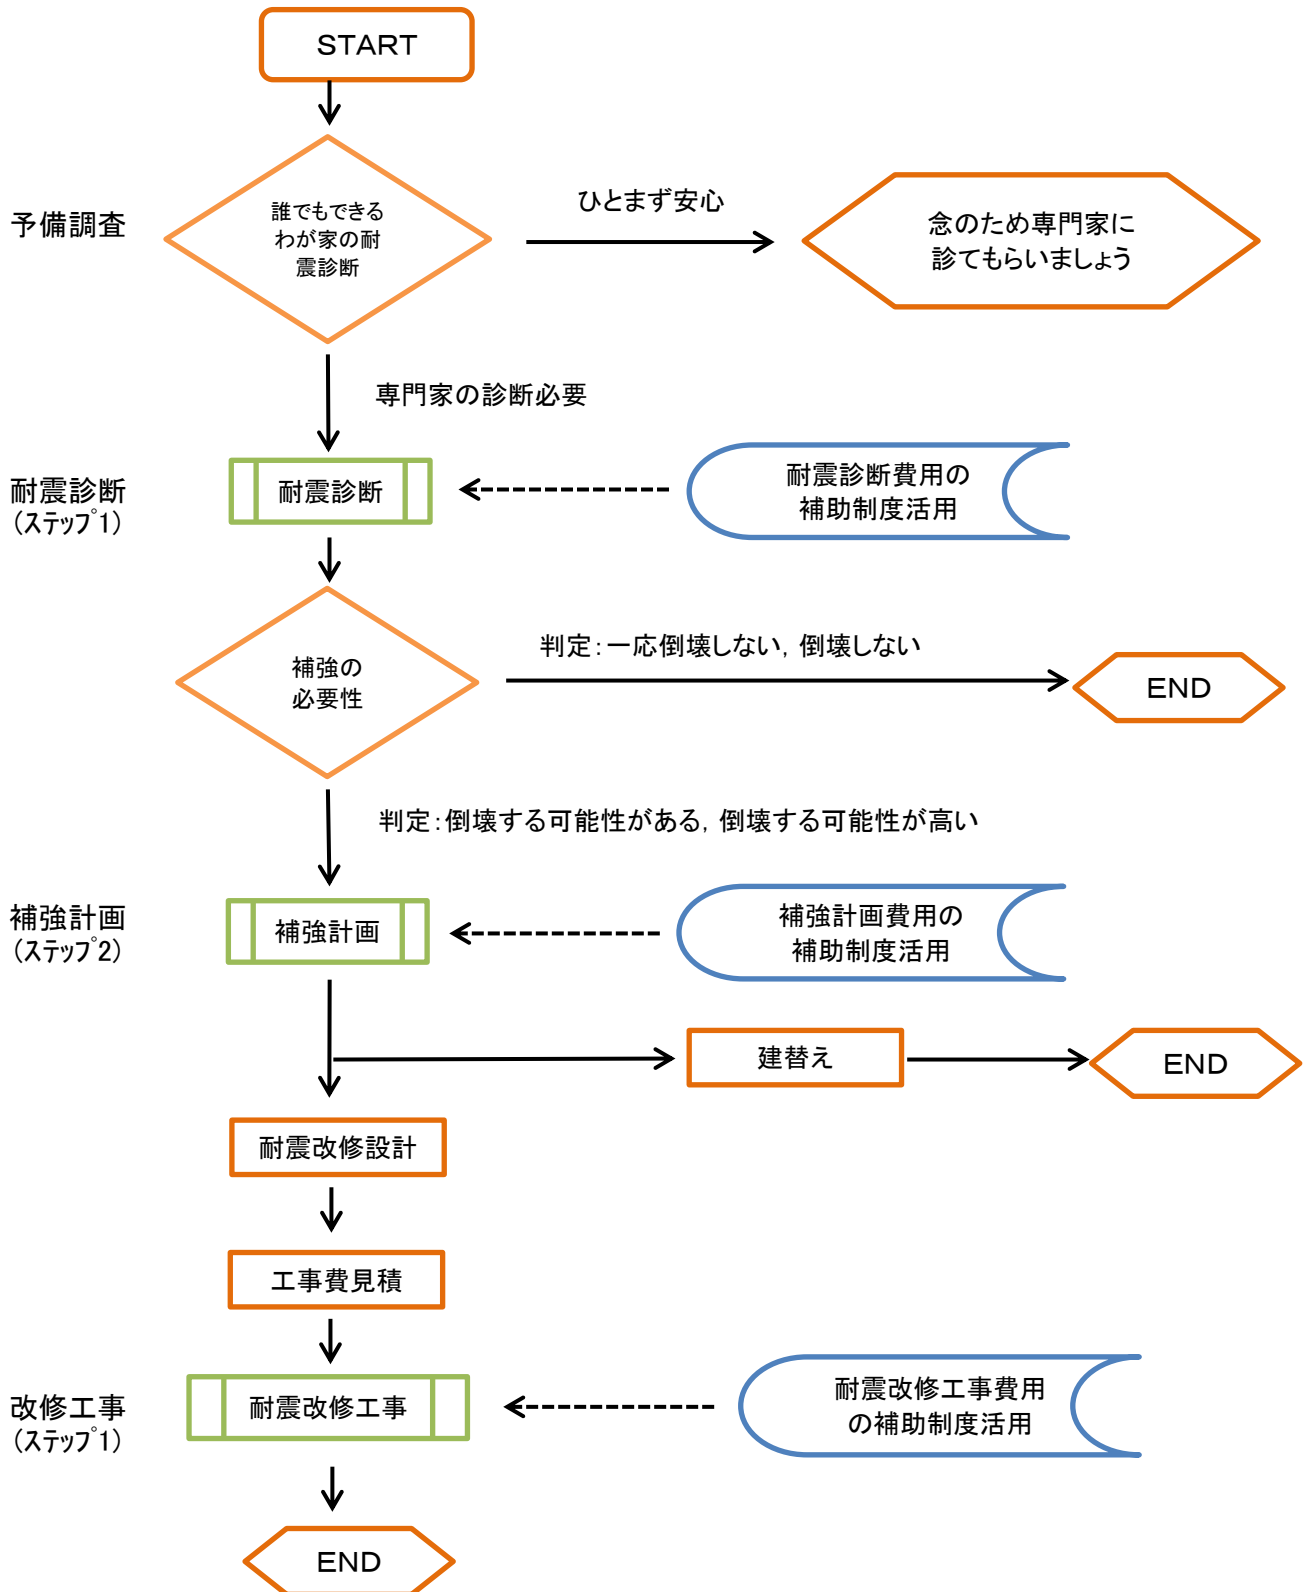 START
予備調査
誰でもできる
わが家の耐
震診断
ひとまず安心
念のため専門家に
診てもらいましょう
専門家の診断必要
耐震診断
(ｽﾃｯﾌﾟ1)
耐震診断
耐震診断費用の
補助制度活用
補強の
必要性
判定：一応倒壊しない，倒壊しない
END
判定：倒壊する可能性がある，倒壊する可能性が高い
補強計画
(ｽﾃｯﾌﾟ2)
補強計画
補強計画費用の
補助制度活用
建替え
END
耐震改修設計
工事費見積
改修工事
(ｽﾃｯﾌﾟ1)
耐震改修工事
耐震改修工事費用
の補助制度活用
END